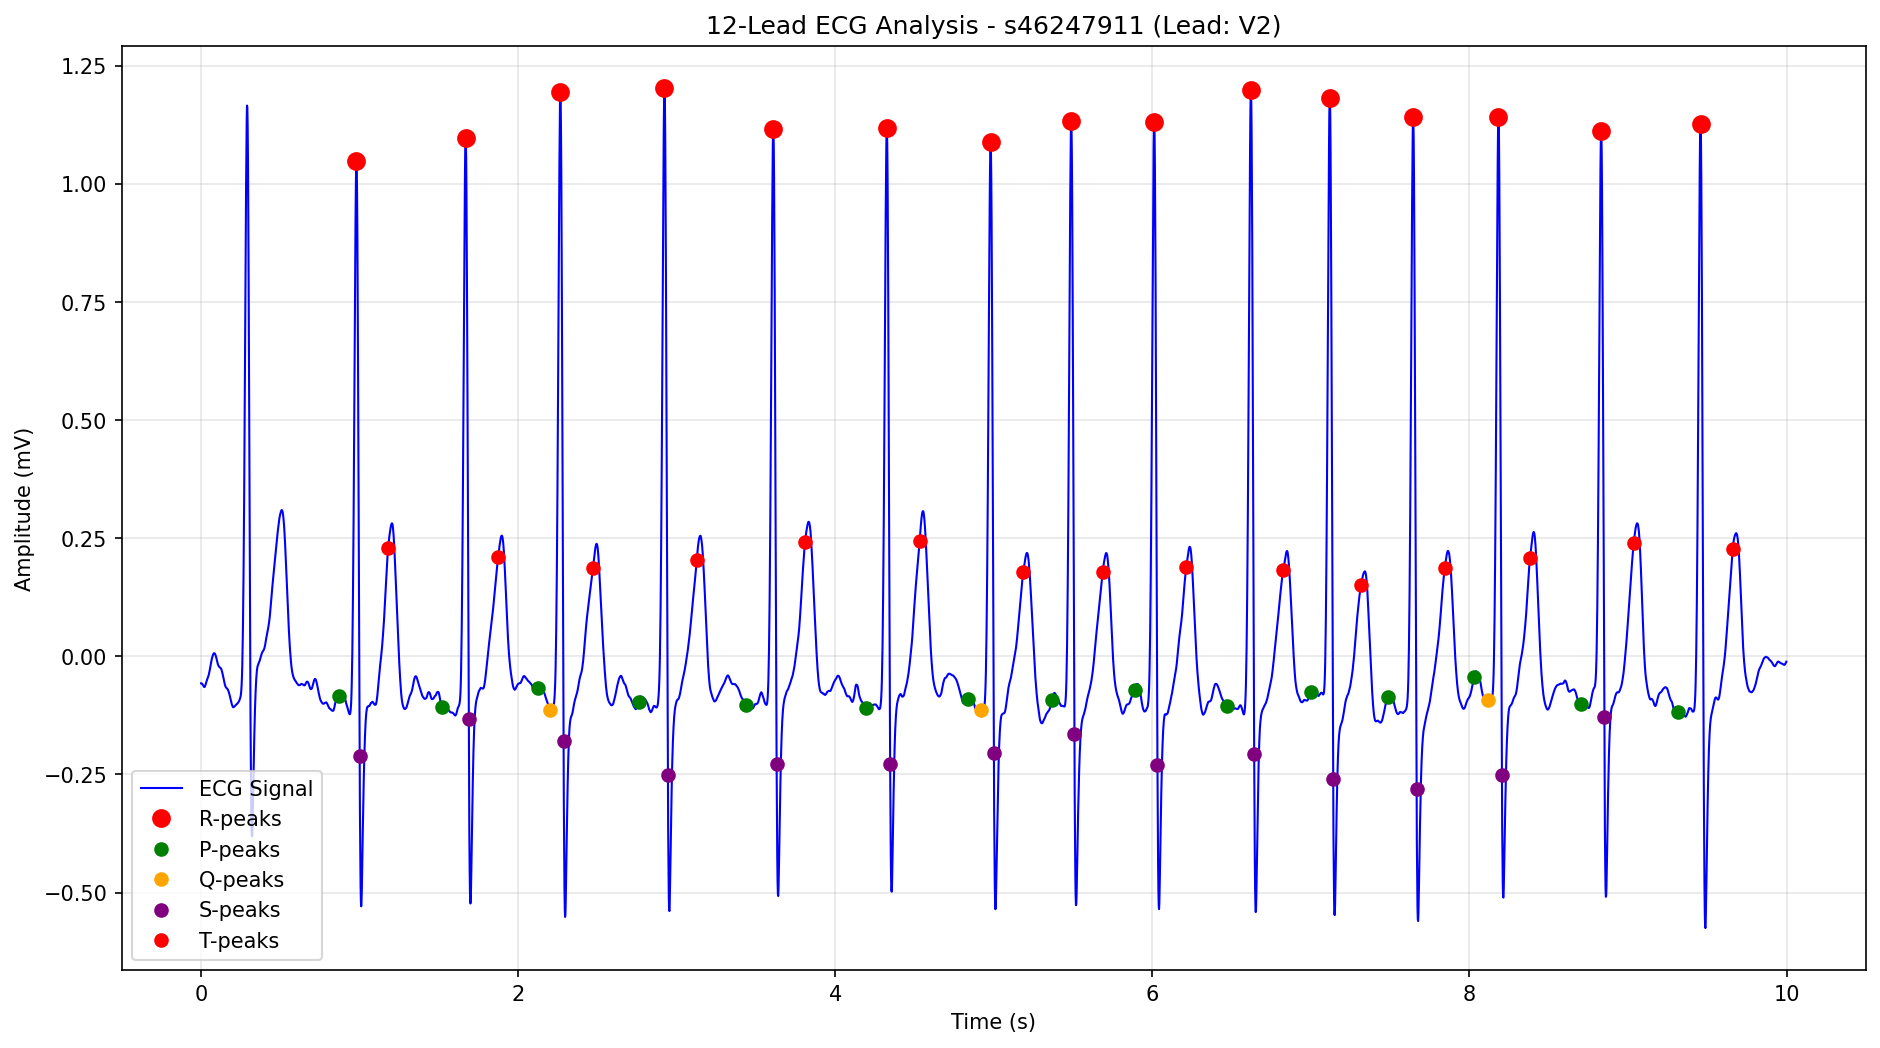 12-Lead ECG Analysis - s46247911 (Lead: V2)
1.25
1.00
0.75
0.50
0.25
0.00
−0.25
−0.50
Amplitude (mV)
ECG Signal
R-peaks
P-peaks
Q-peaks
S-peaks
T-peaks
0 2 4 6 8 10
Time (s)